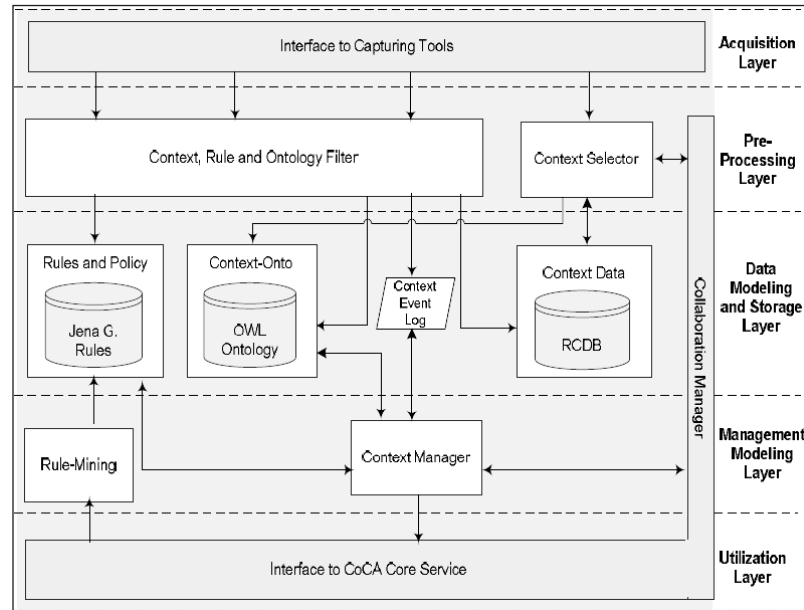 Interface to Capturing Tools
Acquisition
Layer
Context, Rule and Ontology Filter
Context Selector
Pre-
Processing
Layer
Rules and Policy
Jena G.
Rules
Context-Onto
OWL
Ontology
Context
Event
Log
Context Data
RCDB
Data
Modeling
and Storage
Layer
Collaboration Manager
Rule-Mining
Context Manager
Management
Modeling
Layer
Interface to CoCA Core Service
Utilization
Layer